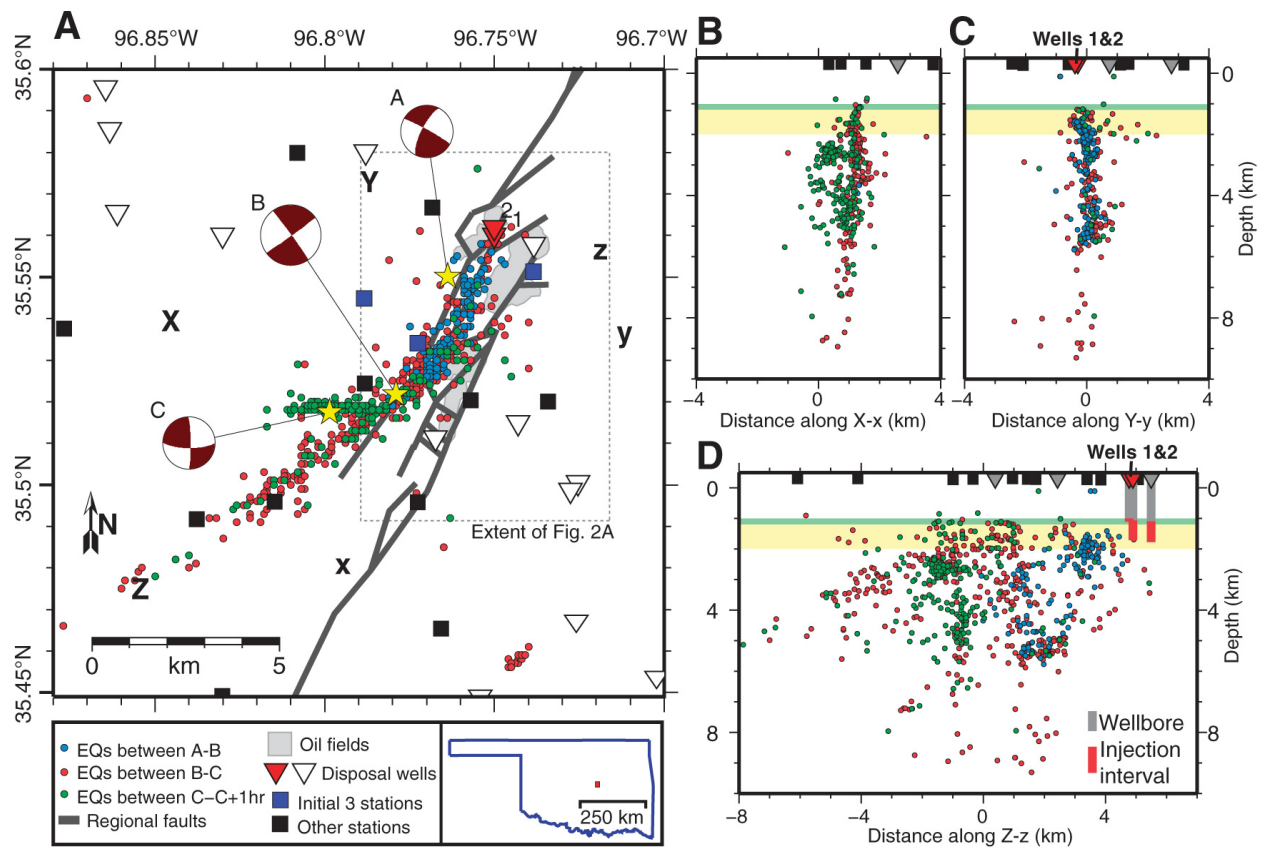 A
96.85°W
96.8°W
96.75°W
96.7°W
35.6°N
35.55°N
35.5°N
35.45°N
A
B
C
X
Y
z
y
Z
x
2
1
N
Extent of Fig. 2A
0
5
km
EQs between A-B
EQs between B-C
EQs between C–C+1hr
Regional faults
Oil fields
Disposal wells
Initial 3 stations
Other stations
250 km
B
0
4
8
−4
0
4
Distance along X-x (km)
C
Wells 1&2
0
4
8
Depth (km)
−4
0
4
Distance along Y-y (km)
D
Wells 1&2
0
4
8
0
4
8
Depth (km)
Wellbore
Injection
interval
−8
−4
0
4
Distance along Z-z (km)